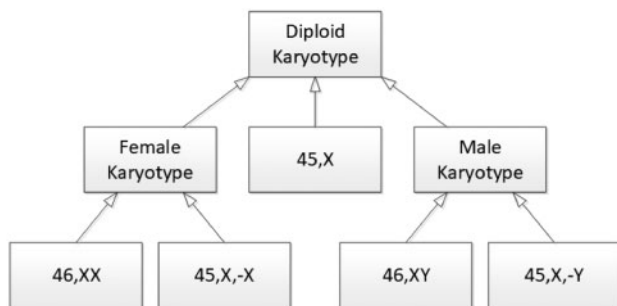 Diploid
Karyotype
Female
Karyotype
45,X
Male
Karyotype
46,XX
45,X,-X
46,XY
45,X,-Y